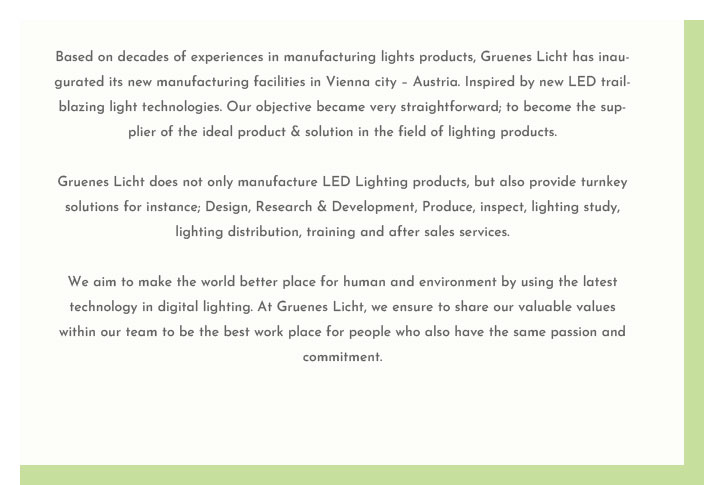 Based on decades of experiences in manufacturing lights products, Gruenes Licht has inau-
gurated its new manufacturing facilities in Vienna city – Austria. Inspired by new LED trail-
blazing light technologies. Our objective became very straightforward; to become the sup-
plier of the ideal product & solution in the field of lighting products.
Gruenes Licht does not only manufacture LED Lighting products, but also provide turnkey
solutions for instance; Design, Research & Development, Produce, inspect, lighting study,
lighting distribution, training and after sales services.
We aim to make the world better place for human and environment by using the latest
technology in digital lighting. At Gruenes Licht, we ensure to share our valuable values
within our team to be the best work place for people who also have the same passion and
commitment.